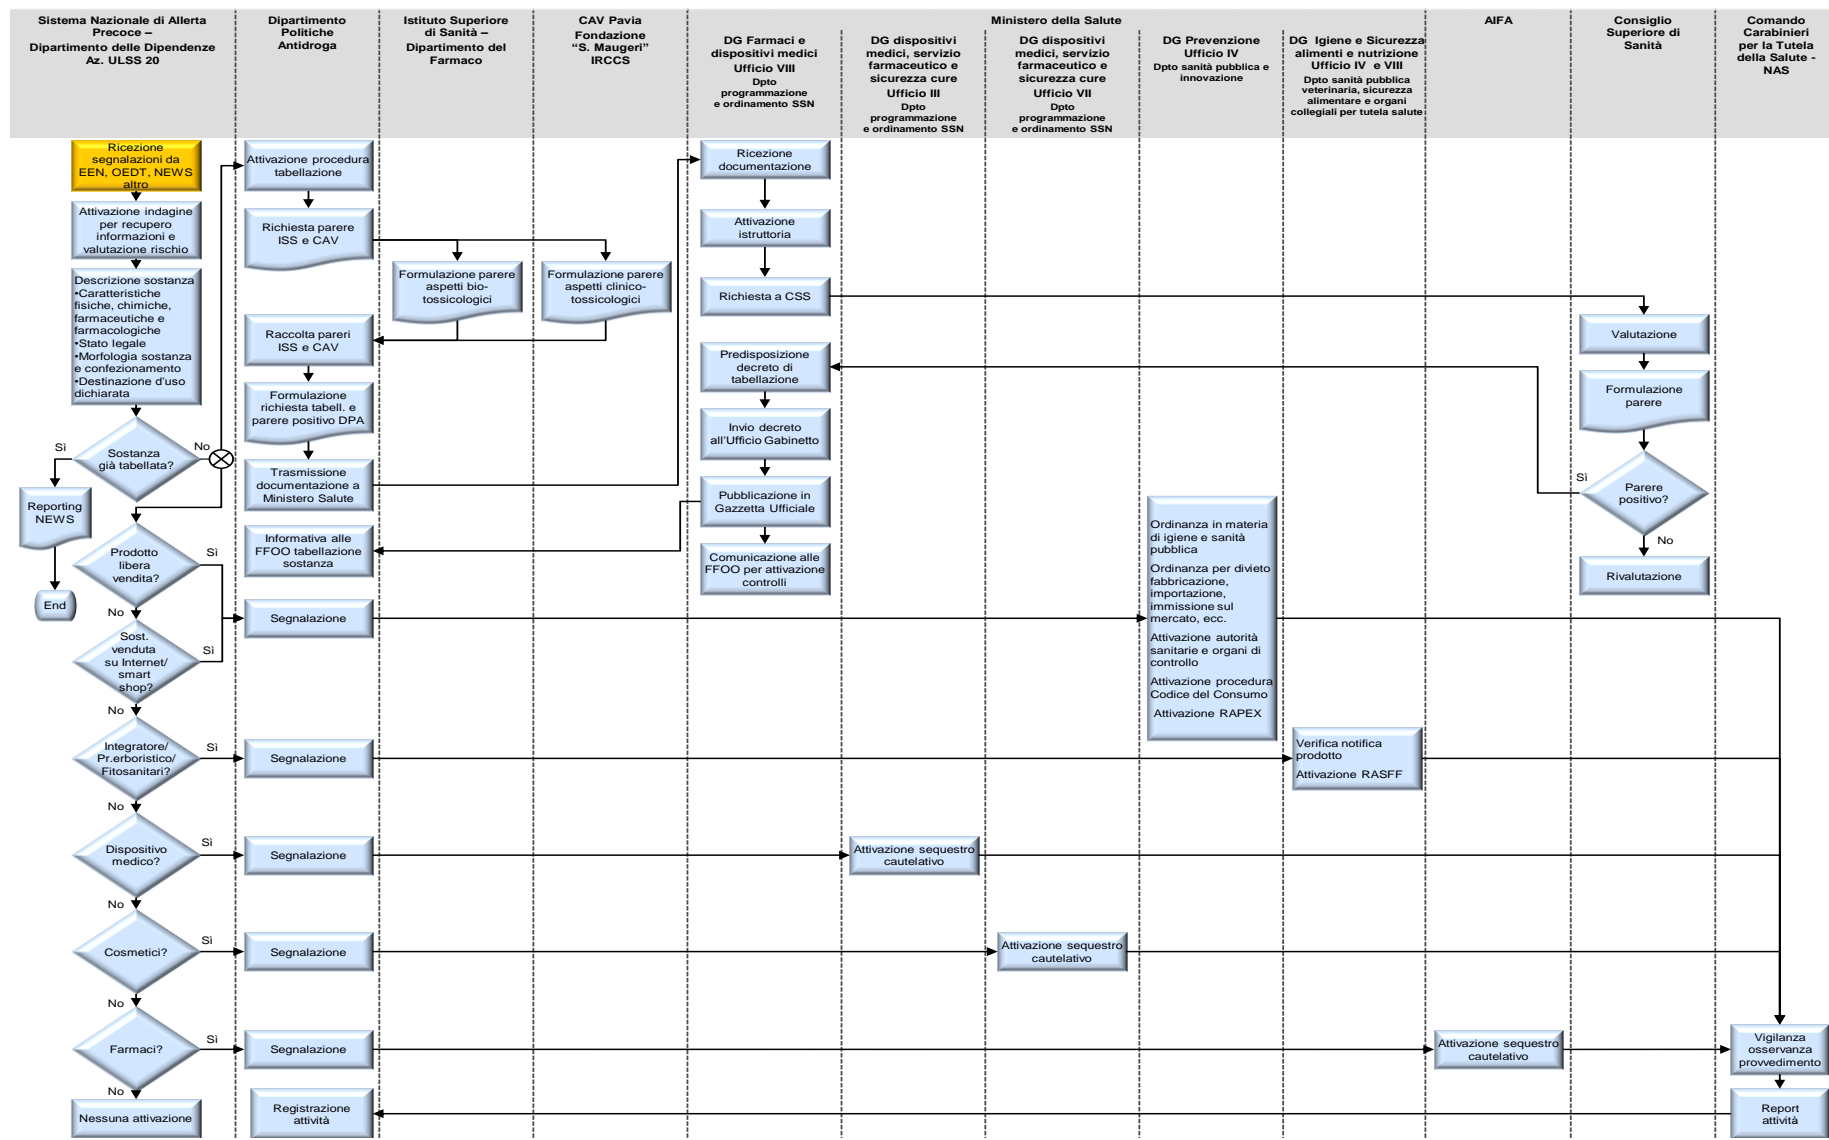 Sistema Nazionale di Allerta
Precoce –
Dipartimento delle Dipendenze
Az. ULSS 20
Dipartimento
Politiche
Antidroga
Istituto Superiore
di Sanità –
Dipartimento del
Farmaco
CAV Pavia
Fondazione
“S. Maugeri”
IRCCS
Ministero della Salute
DG Farmaci e
dispositivi medici
Ufficio VIII
Dpto
programmazione
e ordinamento SSN
DG dispositivi
medici, servizio
farmaceutico e
sicurezza cure
Ufficio III
Dpto
programmazione
e ordinamento SSN
DG dispositivi
medici, servizio
farmaceutico e
sicurezza cure
Ufficio VII
Dpto
programmazione
e ordinamento SSN
DG Prevenzione
Ufficio IV
Dpto sanità pubblica e
innovazione
DG Igiene e Sicurezza
alimenti e nutrizione
Ufficio IV e VIII
Dpto sanità pubblica
veterinaria, sicurezza
alimentare e organi
collegiali per tutela salute
AIFA
Consiglio
Superiore di
Sanità
Comando
Carabinieri
per la Tutela
della Salute -
NAS
Ricezione
segnalazioni da
EEN, OEDT, NEWS
altro
Attivazione indagine
per recupero
informazioni e
valutazione rischio
Descrizione sostanza
•Caratteristiche
fisiche, chimiche,
farmaceutiche e
farmacologiche
•Stato legale
•Morfologia sostanza
e confezionamento
•Destinazione d’uso
dichiarata
Sì
No
Sostanza
già tabellata?
Reporting
NEWS
End
Prodotto
libera
vendita?
Sì
No
Sost.
venduta
su Internet/
smart
shop?
Sì
No
Integratore/
Pr.erboristico/
Fitosanitari?
Sì
No
Dispositivo
medico?
Sì
No
Cosmetici?
Sì
No
Farmaci?
Sì
No
Nessuna attivazione
Attivazione procedura
tabellazione
Richiesta parere
ISS e CAV
Raccolta pareri
ISS e CAV
Formulazione
richiesta tabell. e
parere positivo DPA
Trasmissione
documentazione a
Ministero Salute
Informativa alle
FFOO tabellazione
sostanza
Segnalazione
Segnalazione
Segnalazione
Segnalazione
Segnalazione
Registrazione
attività
Formulazione parere
aspetti bio-
tossicologici
Formulazione parere
aspetti clinico-
tossicologici
Ricezione
documentazione
Attivazione
istruttoria
Richiesta a CSS
Predisposizione
decreto di
tabellazione
Invio decreto
all’Ufficio Gabinetto
Pubblicazione in
Gazzetta Ufficiale
Comunicazione alle
FFOO per attivazione
controlli
Attivazione sequestro
cautelativo
Attivazione sequestro
cautelativo
Ordinanza in materia
di igiene e sanità
pubblica
Ordinanza per divieto
fabbricazione,
importazione,
immissione sul
mercato, ecc.
Attivazione autorità
sanitarie e organi di
controllo
Attivazione procedura
Codice del Consumo
Attivazione RAPEX
Verifica notifica
prodotto
Attivazione RASFF
Attivazione sequestro
cautelativo
Valutazione
Formulazione
parere
Sì
Parere
positivo?
No
Rivalutazione
Vigilanza
osservanza
provvedimento
Report
attività